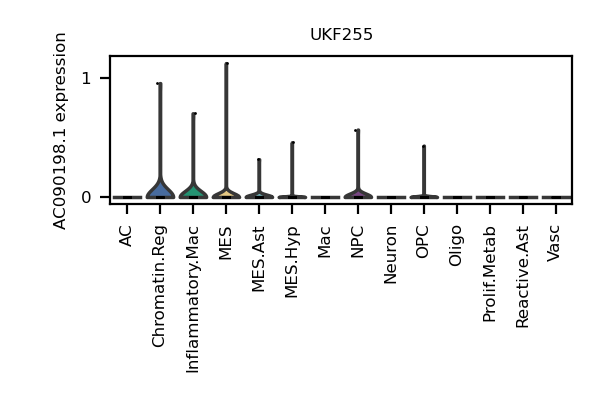 UKF255
AC090198.1 expression
1
0
AC
Chromatin.Reg
Inflammatory.Mac
MES
MES.Ast
MES.Hyp
Mac
NPC
Neuron
OPC
Oligo
Prolif.Metab
Reactive.Ast
Vasc